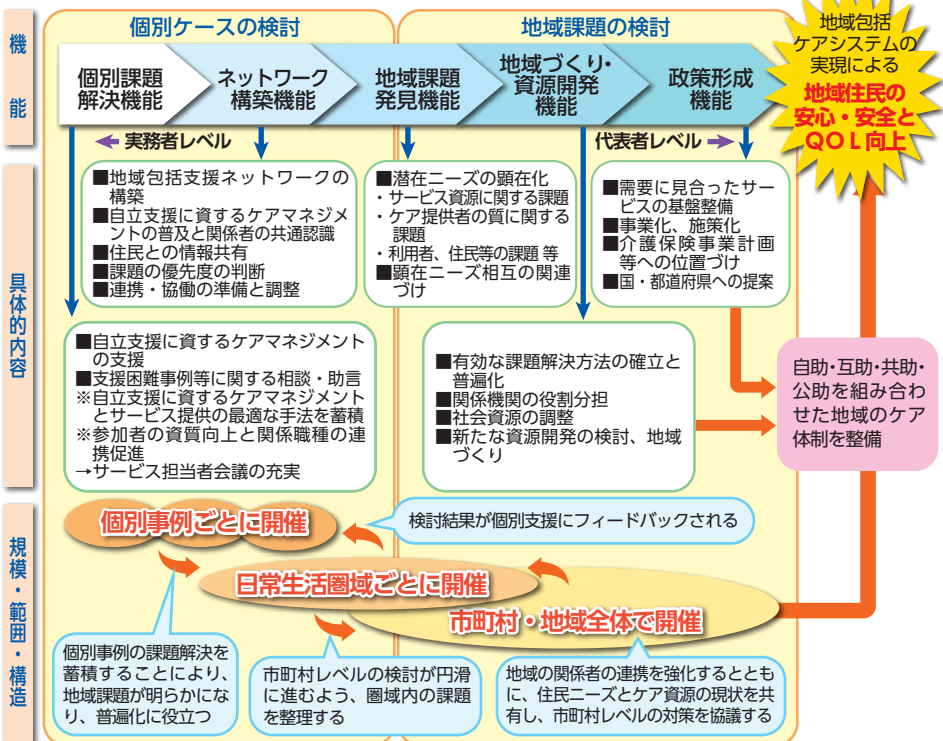 機能
個別ケースの検討
地域課題の検討
個別課題
解決機能
ネットワーク
構築機能
地域課題
発見機能
地域づくり・
資源開発
機能
政策形成
機能
地域包括
ケアシステムの
実現による
地域住民の
安心・安全と
QOL向上
実務者レベル
代表者レベル
具体的内容
■地域包括支援ネットワークの
構築
■自立支援に資するケアマネジメ
ントの普及と関係者の共通認識
■住民との情報共有
■課題の優先度の判断
■連携・協働の準備と調整
■潜在ニーズの顕在化
・サービス資源に関する課題
・ケア提供者の質に関する
課題
・利用者、住民等の課題 等
■顕在ニーズ相互の関連
づけ
■需要に見合ったサー
ビスの基盤整備
■事業化、施策化
■介護保険事業計画
等への位置づけ
■国・都道府県への提案
■自立支援に資するケアマネジメント
の支援
■支援困難事例等に関する相談・助言
※自立支援に資するケアマネジメント
とサービス提供の最適な手法を蓄積
※参加者の資質向上と関係職種の連
携促進
→サービス担当者会議の充実
■有効な課題解決方法の確立と
普遍化
■関係機関の役割分担
■社会資源の調整
■新たな資源開発の検討、地域
づくり
自助・互助・共助・
公助を組み合わ
せた地域のケア
体制を整備
規模・範囲・構造
個別事例ごとに開催
検討結果が個別支援にフィードバックされる
日常生活圏域ごとに開催
市町村・地域全体で開催
個別事例の課題解決を
蓄積することにより、
地域課題が明らかにな
り、普遍化に役立つ
市町村レベルの検討が円滑
に進むよう、圏域内の課題
を整理する
地域の関係者の連携を強化するととも
に、住民ニーズとケア資源の現状を共
有し、市町村レベルの対策を協議する